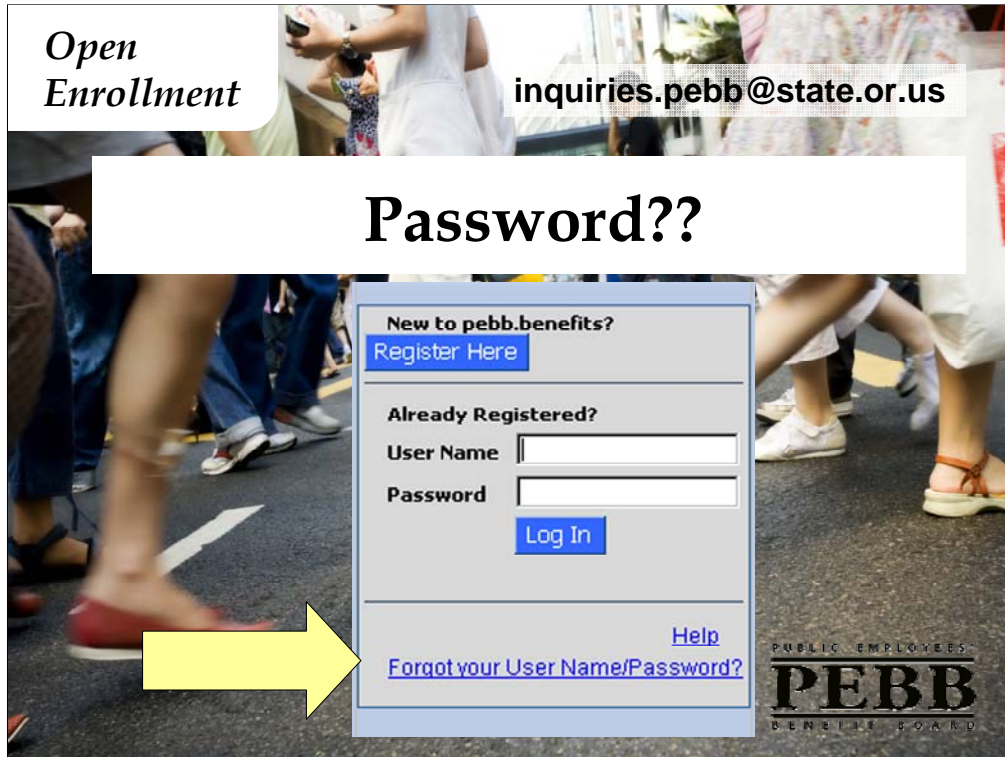 Open
Enrollment
inquiries.pebb@state.or.us
Password??
New to pebb.benefits?
Register Here
Already Registered?
User Name
Password
Log In
Help
Forgot your User Name/Password?
PUBLIC EMPLOYEES'
PEBB
BENEFIT BOARD